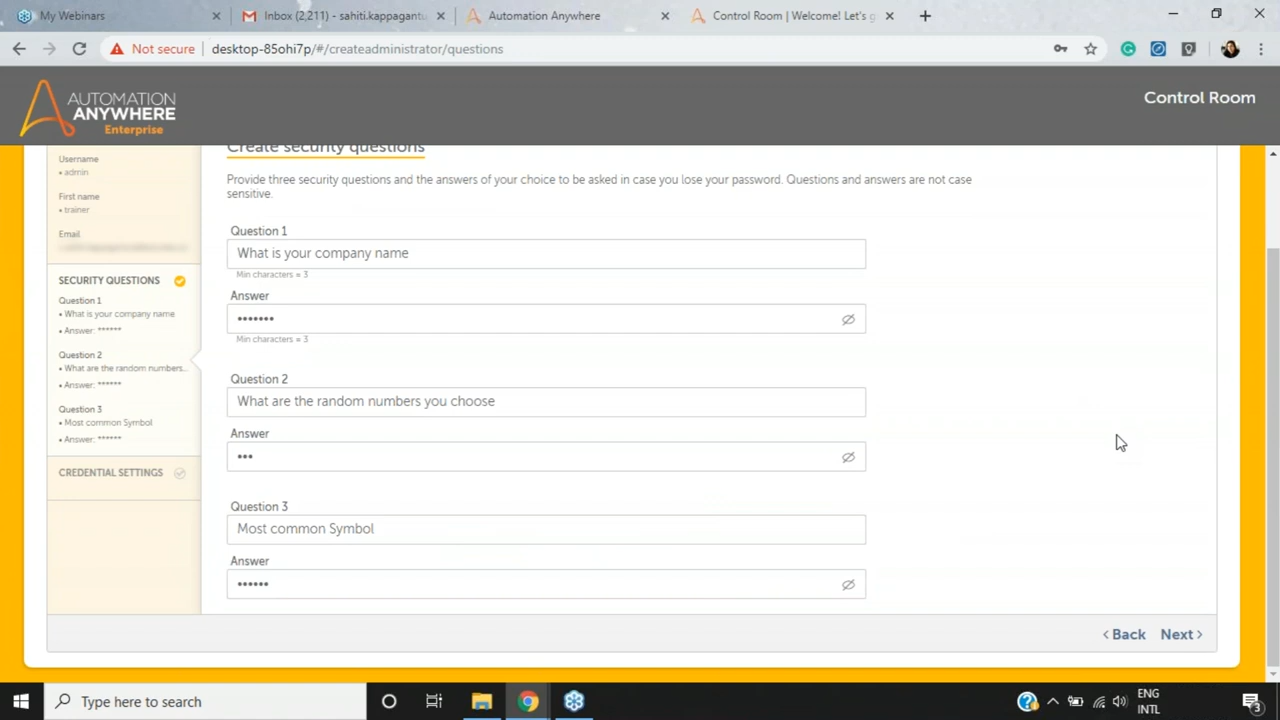 My Webinars
Inbox (2,211) - sahiti.kappagantu
Automation Anywhere
Control Room | Welcome! Let's g
Not secure
desktop-85ohi7p/#/createadministrator/questions
AUTOMATION
ANYWHERE
Enterprise
Control Room
Username
• admin
First name
• trainer
Email
SECURITY QUESTIONS
Question 1
• What is your company name
• Answer: ******
Question 2
• What are the random numbers...
• Answer: ******
Question 3
• Most common Symbol
• Answer: ******
CREDENTIAL SETTINGS
Create security questions
Provide three security questions and the answers of your choice to be asked in case you lose your password. Questions and answers are not case
sensitive.
Question 1
What is your company name
Min characters = 3
Answer
•••••••
Min characters = 3
Question 2
What are the random numbers you choose
Answer
•••
Question 3
Most common Symbol
Answer
••••••
‹ Back Next ›
Type here to search
ENG
INTL
3